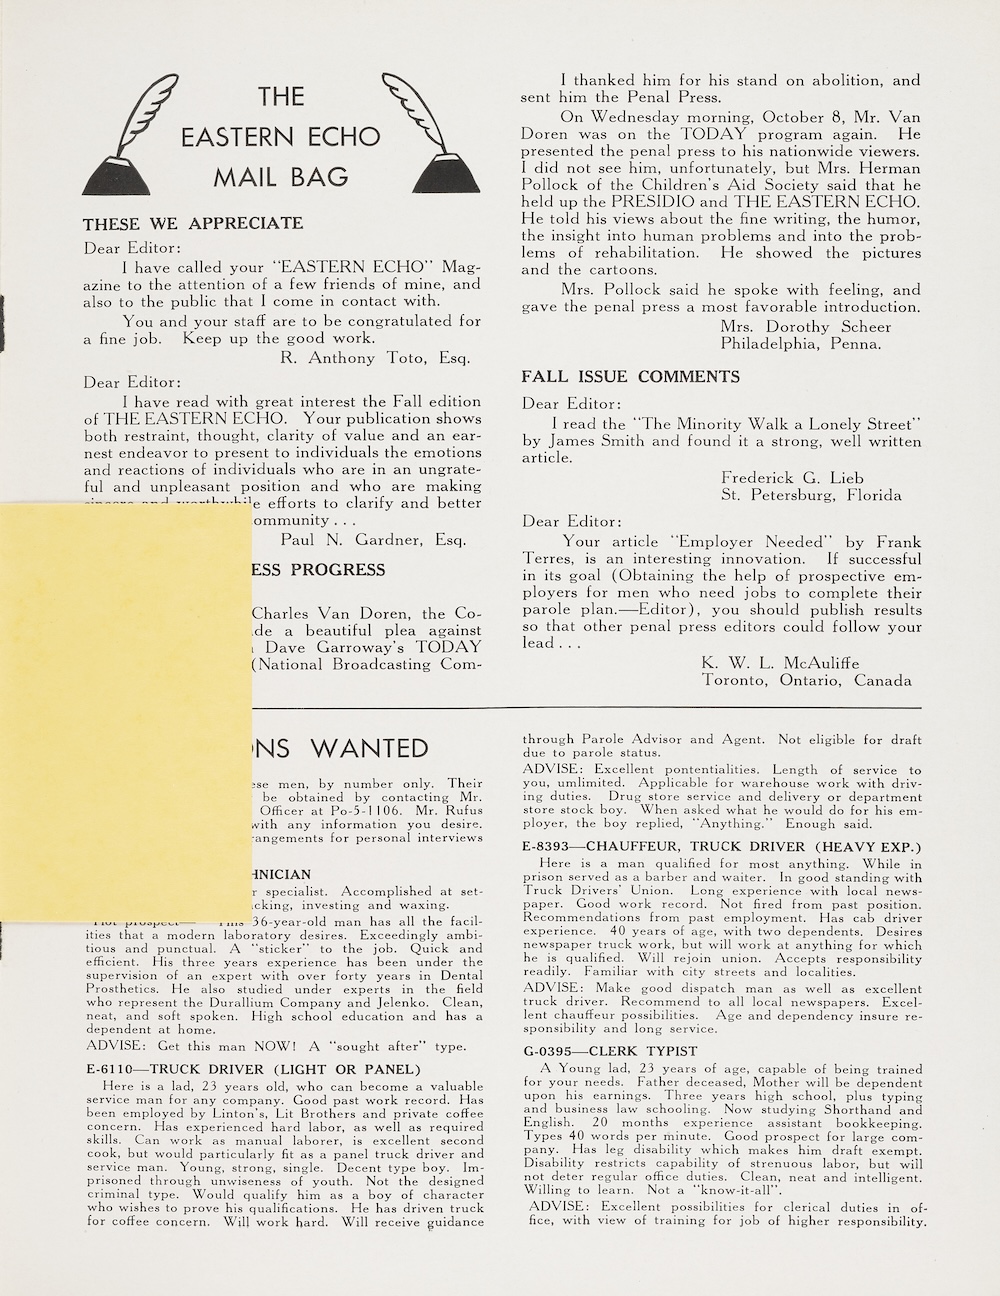 THE
EASTERN ECHO
MAIL BAG
THESE WE APPRECIATE
Dear Editor:
I have called your "EASTERN ECHO" Mag-
azine to the attention of a few friends of mine, and
also to the public that I come in contact with.
You and your staff are to be congratulated for
a fine job. Keep up the good work.
R. Anthony Toto, Esq.
Dear Editor:
I have read with great interest the Fall edition
of THE EASTERN ECHO. Your publication shows
both restraint, thought, clarity of value and an ear-
nest endeavor to present to individuals the emotions
and reactions of individuals who are in an ungrate-
ful and unpleasant position and who are making
sincere and worthwhile efforts to clarify and better
ommunity . . .
Paul N. Gardner, Esq.
ESS PROGRESS
Charles Van Doren, the Co-
de a beautiful plea against
Dave Garroway's TODAY
(National Broadcasting Com-
I thanked him for his stand on abolition, and
sent him the Penal Press.
On Wednesday morning, October 8, Mr. Van
Doren was on the TODAY program again. He
presented the penal press to his nationwide viewers.
I did not see him, unfortunately, but Mrs. Herman
Pollock of the Children's Aid Society said that he
held up the PRESIDIO and THE EASTERN ECHO.
He told his views about the fine writing, the humor,
the insight into human problems and into the prob-
lems of rehabilitation. He showed the pictures
and the cartoons.
Mrs. Pollock said he spoke with feeling, and
gave the penal press a most favorable introduction.
Mrs. Dorothy Scheer
Philadelphia, Penna.
FALL ISSUE COMMENTS
Dear Editor:
I read the "The Minority Walk a Lonely Street"
by James Smith and found it a strong, well written
article.
Frederick G. Lieb
St. Petersburg, Florida
Dear Editor:
Your article "Employer Needed" by Frank
Terres, is an interesting innovation. If successful
in its goal (Obtaining the help of prospective em-
ployers for men who need jobs to complete their
parole plan.—Editor), you should publish results
so that other penal press editors could follow your
lead . . .
K. W. L. McAuliffe
Toronto, Ontario, Canada
NS WANTED
ese men, by number only. Their
be obtained by contacting Mr.
Officer at Po-5-1106. Mr. Rufus
with any information you desire.
rangements for personal interviews
HNICIAN
r specialist. Accomplished at set-
cking, investing and waxing.
Hot prospect— This 36-year-old man has all the facil-
ities that a modern laboratory desires. Exceedingly ambi-
tious and punctual. A "sticker" to the job. Quick and
efficient. His three years experience has been under the
supervision of an expert with over forty years in Dental
Prosthetics. He also studied under experts in the field
who represent the Durallium Company and Jelenko. Clean,
neat, and soft spoken. High school education and has a
dependent at home.
ADVISE: Get this man NOW! A "sought after" type.
E-6110—TRUCK DRIVER (LIGHT OR PANEL)
Here is a lad, 23 years old, who can become a valuable
service man for any company. Good past work record. Has
been employed by Linton's, Lit Brothers and private coffee
concern. Has experienced hard labor, as well as required
skills. Can work as manual laborer, is excellent second
cook, but would particularly fit as a panel truck driver and
service man. Young, strong, single. Decent type boy. Im-
prisoned through unwiseness of youth. Not the designed
criminal type. Would qualify him as a boy of character
who wishes to prove his qualifications. He has driven truck
for coffee concern. Will work hard. Will receive guidance
through Parole Advisor and Agent. Not eligible for draft
due to parole status.
ADVISE: Excellent pontentialities. Length of service to
you, umlimited. Applicable for warehouse work with driv-
ing duties. Drug store service and delivery or department
store stock boy. When asked what he would do for his em-
ployer, the boy replied, "Anything." Enough said.
E-8393—CHAUFFEUR, TRUCK DRIVER (HEAVY EXP.)
Here is a man qualified for most anything. While in
prison served as a barber and waiter. In good standing with
Truck Drivers' Union. Long experience with local news-
paper. Good work record. Not fired from past position.
Recommendations from past employment. Has cab driver
experience. 40 years of age, with two dependents. Desires
newspaper truck work, but will work at anything for which
he is qualified. Will rejoin union. Accepts responsibility
readily. Familiar with city streets and localities.
ADVISE: Make good dispatch man as well as excellent
truck driver. Recommend to all local newspapers. Excel-
lent chauffeur possibilities. Age and dependency insure re-
sponsibility and long service.
G-0395—CLERK TYPIST
A Young lad, 23 years of age, capable of being trained
for your needs. Father deceased, Mother will be dependent
upon his earnings. Three years high school, plus typing
and business law schooling. Now studying Shorthand and
English. 20 months experience assistant bookkeeping.
Types 40 words per minute. Good prospect for large com-
pany. Has leg disability which makes him draft exempt.
Disability restricts capability of strenuous labor, but will
not deter regular office duties. Clean, neat and intelligent.
Willing to learn. Not a "know-it-all".
ADVISE: Excellent possibilities for clerical duties in of-
fice, with view of training for job of higher responsibility.